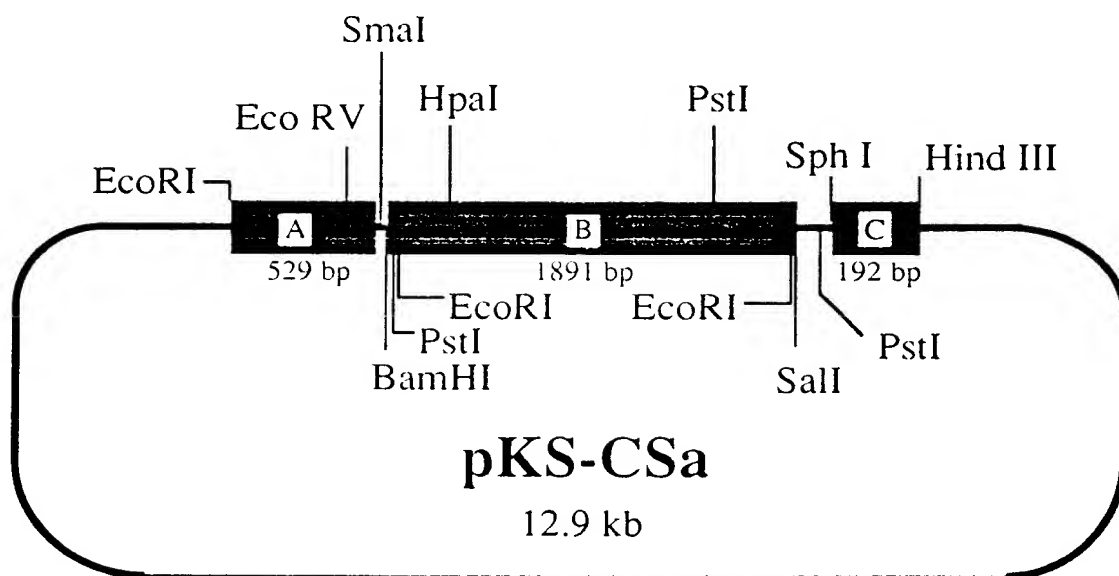 SmaI
HpaI
PstI
Eco RV
Sph I
Hind III
EcoRI
A
B
C
529 bp
1891 bp
192 bp
EcoRI
EcoRI
PstI
PstI
BamHI
SalI
pKS-CSa
12.9 kb